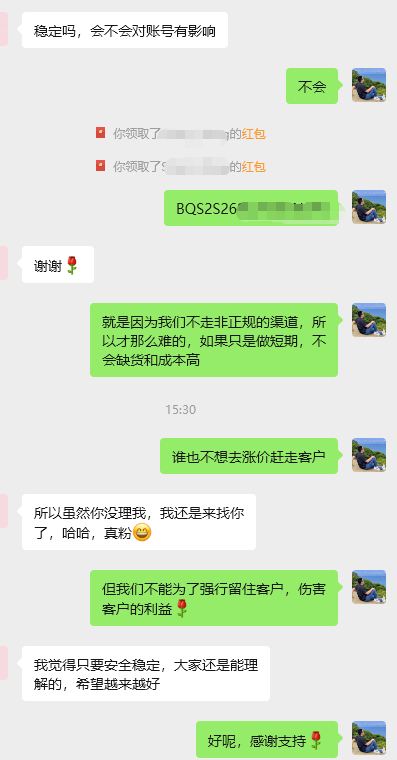 稳定吗，会不会对账号有影响
不会
你领取了的红包
你领取了S的红包
BQS2S26
谢谢🌹
就是因为我们不走非正规的渠道，所
以才那么难的，如果只是做短期，不
会缺货和成本高
15:30
谁也不想去涨价赶走客户
所以虽然你没理我，我还是来找你
了，哈哈，真粉😄
但我们不能为了强行留住客户，伤害
客户的利益🌹
我觉得只要安全稳定，大家还是能理
解的，希望越来越好
好呢，感谢支持🌹